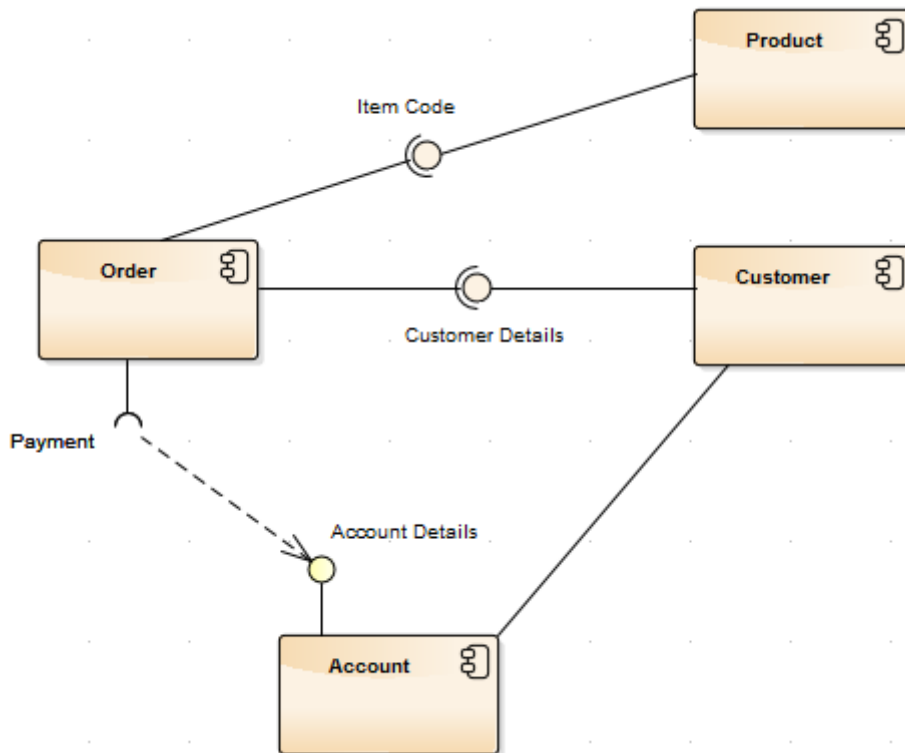 Product
Item Code
Order
Customer
Customer Details
Payment
Account Details
Account